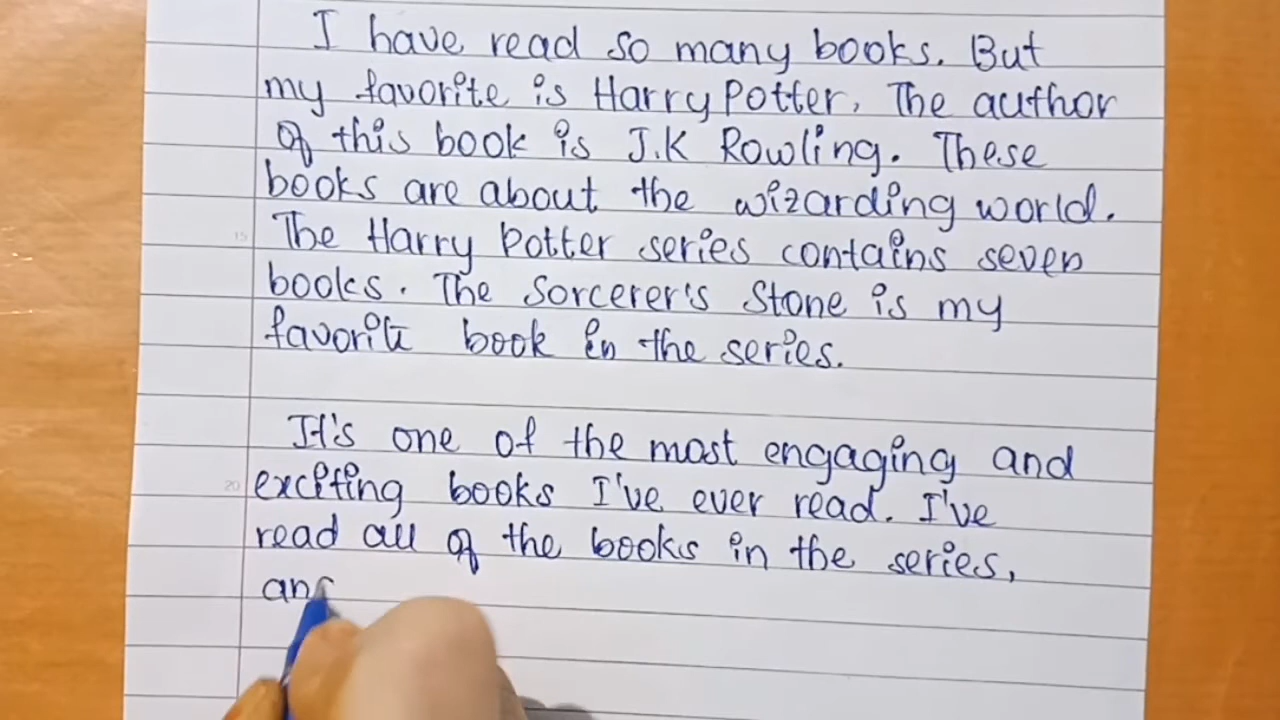 I have read so many books. But
my favorite is Harry Potter. The author
of this book is J.K Rowling. These
books are about the wizarding world.
The Harry Potter series contains seven
books. The Sorcerer's Stone is my
favorite book in the series.
It's one of the most engaging and
exciting books I've ever read. I've
read all of the books in the series,
an
15
20